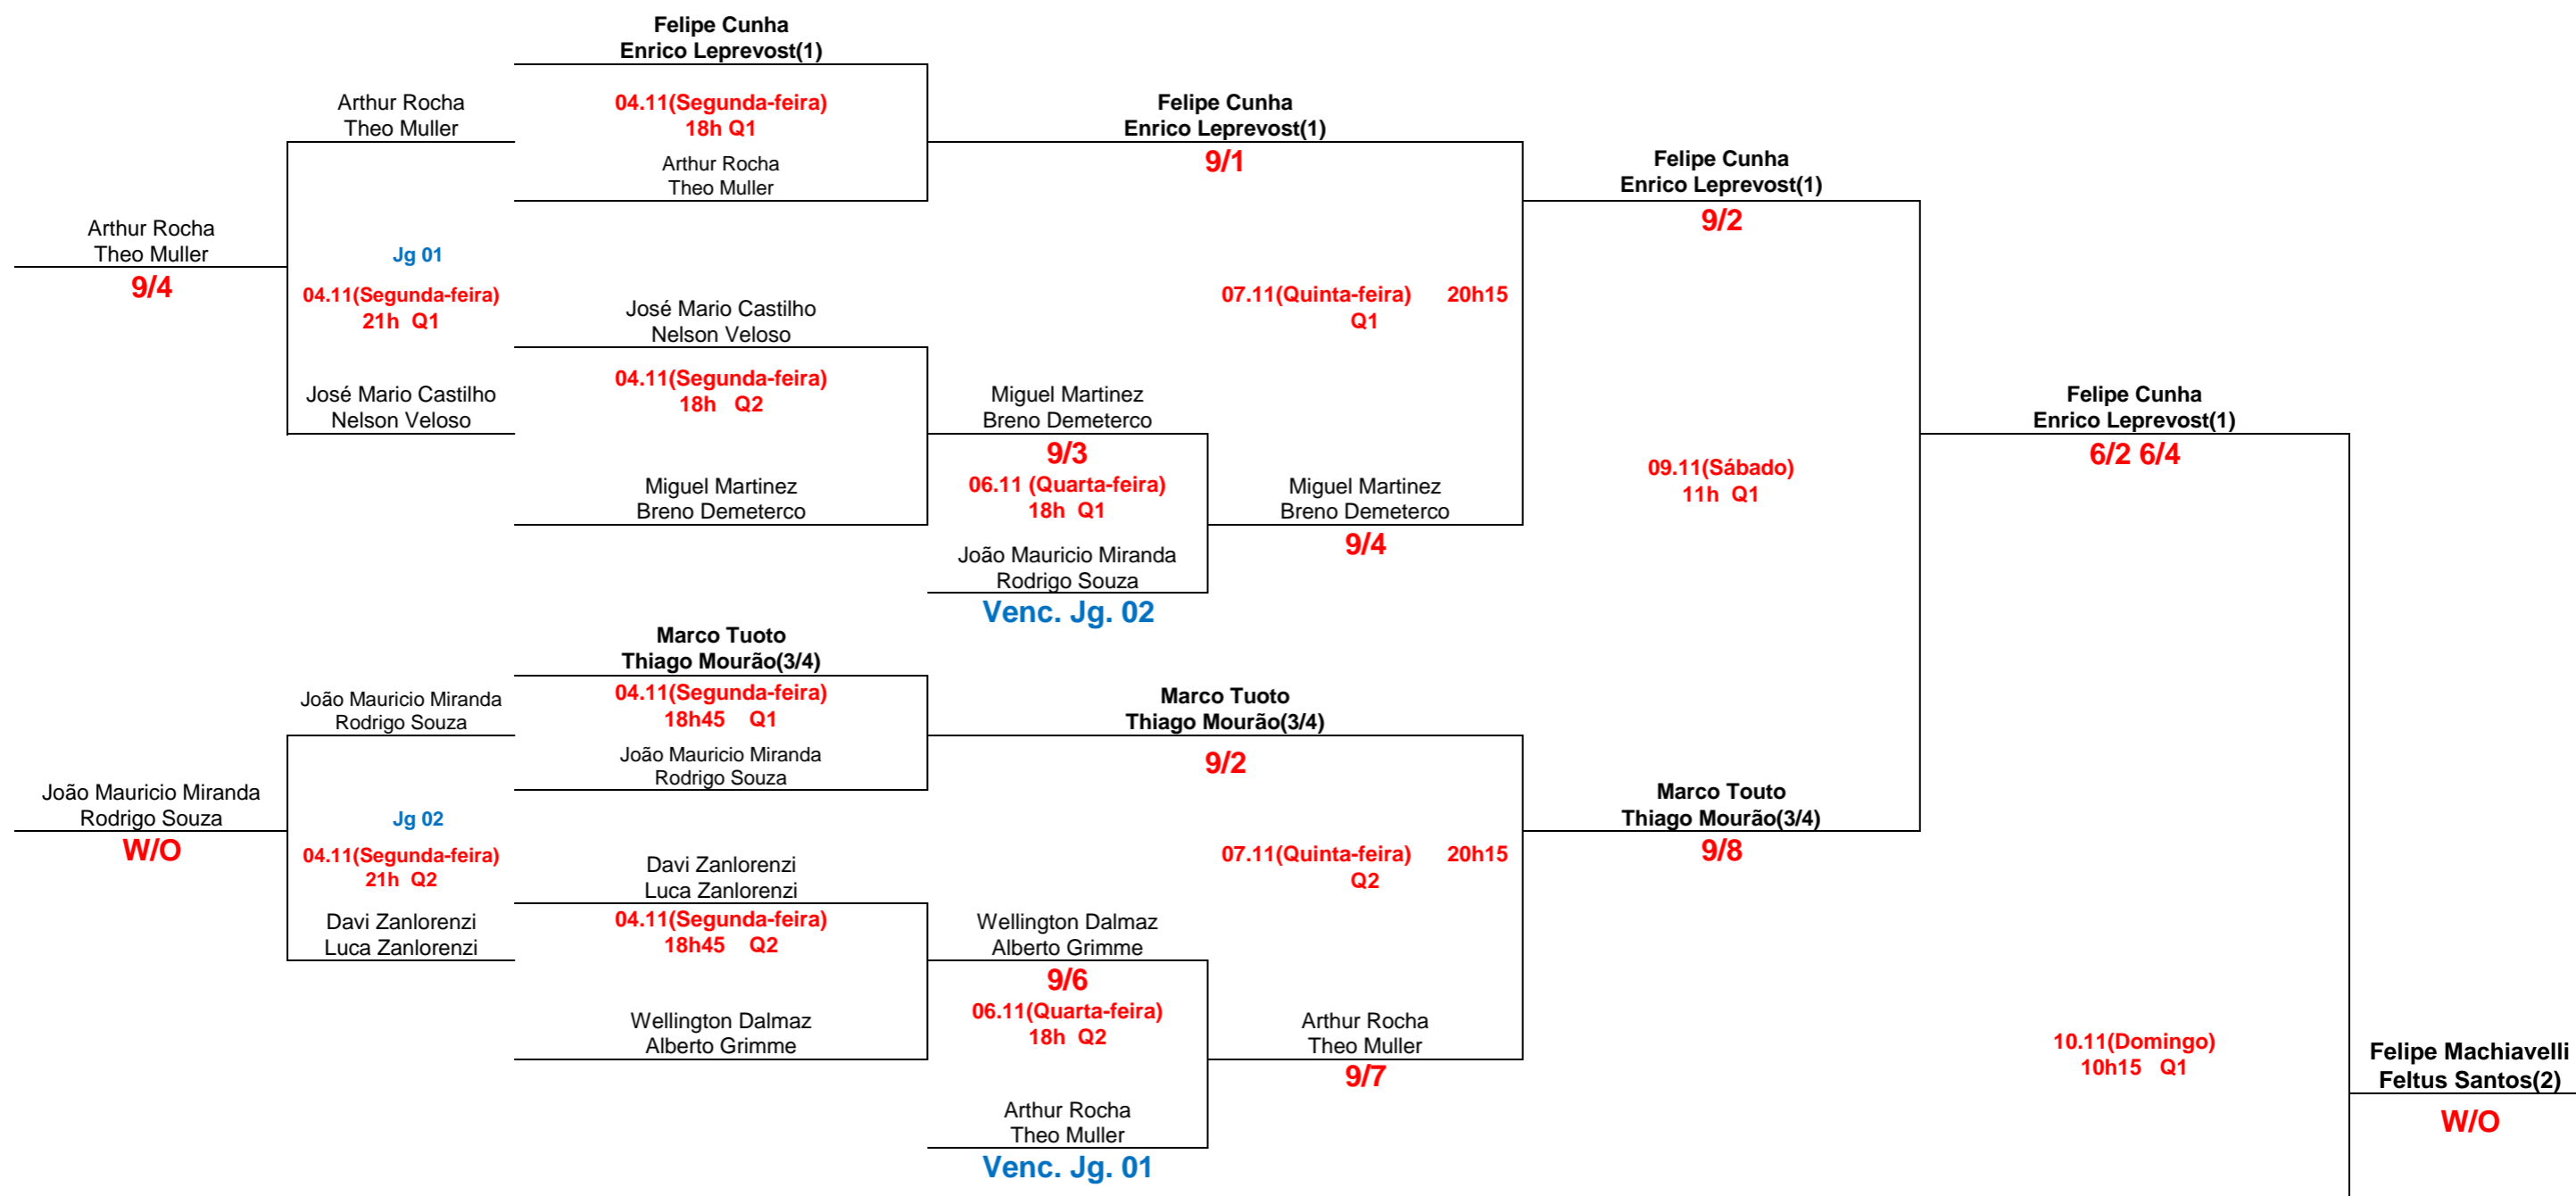 Felipe Cunha
Enrico Leprevost(1)
Arthur Rocha
Theo Muller
04.11(Segunda-feira)
18h Q1
Felipe Cunha
Enrico Leprevost(1)
9/1
Arthur Rocha
Theo Muller
Felipe Cunha
Enrico Leprevost(1)
9/2
Arthur Rocha
Theo Muller
9/4
Jg 01
04.11(Segunda-feira)
21h Q1
José Mario Castilho
Nelson Veloso
07.11(Quinta-feira) 20h15
Q1
José Mario Castilho
Nelson Veloso
04.11(Segunda-feira)
18h Q2
Miguel Martinez
Breno Demeterco
9/3
Felipe Cunha
Enrico Leprevost(1)
6/2 6/4
Miguel Martinez
Breno Demeterco
06.11 (Quarta-feira)
18h Q1
Miguel Martinez
Breno Demeterco
9/4
09.11(Sábado)
11h Q1
João Mauricio Miranda
Rodrigo Souza
Venc. Jg. 02
Marco Tuoto
Thiago Mourão(3/4)
João Mauricio Miranda
Rodrigo Souza
04.11(Segunda-feira)
18h45 Q1
Marco Tuoto
Thiago Mourão(3/4)
9/2
João Mauricio Miranda
Rodrigo Souza
João Mauricio Miranda
Rodrigo Souza
W/O
Jg 02
04.11(Segunda-feira)
21h Q2
Marco Touto
Thiago Mourão(3/4)
9/8
Davi Zanlorenzi
Luca Zanlorenzi
07.11(Quinta-feira) 20h15
Q2
Davi Zanlorenzi
Luca Zanlorenzi
04.11(Segunda-feira)
18h45 Q2
Wellington Dalmaz
Alberto Grimme
9/6
Wellington Dalmaz
Alberto Grimme
06.11(Quarta-feira)
18h Q2
Arthur Rocha
Theo Muller
9/7
10.11(Domingo)
10h15 Q1
Felipe Machiavelli
Feltus Santos(2)
W/O
Arthur Rocha
Theo Muller
Venc. Jg. 01